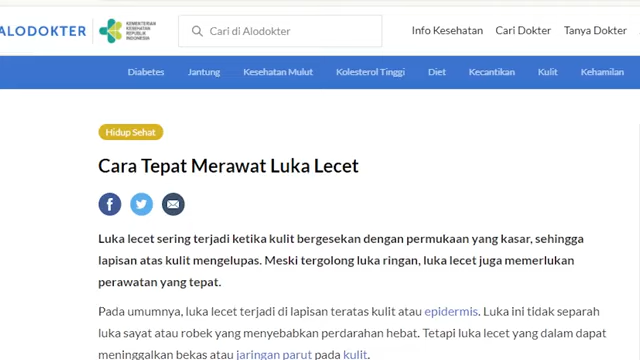 ALODOKTER
KEMENTERIAN
KESEHATAN
REPUBLIK
INDONESIA
Cari di Alodokter
Info Kesehatan Cari Dokter Tanya Dokter
Diabetes Jantung Kesehatan Mulut Kolesterol Tinggi Diet Kecantikan Kulit Kehamilan
Hidup Sehat
Cara Tepat Merawat Luka Lecet
Luka lecet sering terjadi ketika kulit bergesekan dengan permukaan yang kasar, sehingga
lapisan atas kulit mengelupas. Meski tergolong luka ringan, luka lecet juga memerlukan
perawatan yang tepat.
Pada umumnya, luka lecet terjadi di lapisan teratas kulit atau epidermis. Luka ini tidak separah
luka sayat atau robek yang menyebabkan perdarahan hebat. Tetapi luka lecet yang dalam dapat
meninggalkan bekas atau jaringan parut pada kulit.